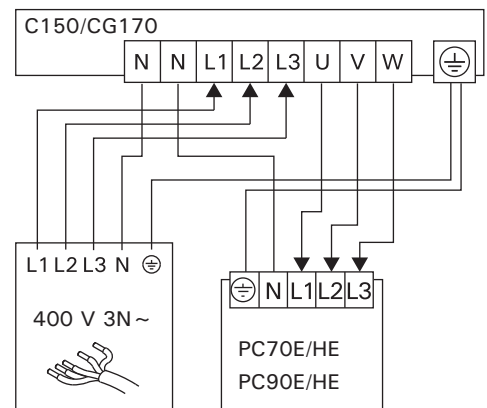 C150/CG170
N N L1 L2 L3 U V W
L1 L2 L3 N
400 V 3N~
N L1 L2 L3
PC70E/HE
PC90E/HE